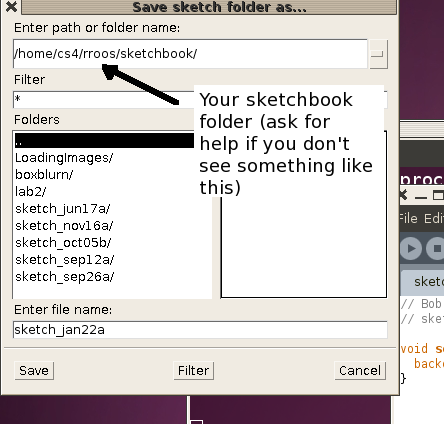 Save sketch folder as...
Enter path or folder name:
/home/cs4/rroos/sketchbook/
Filter
*
Your sketchbook
folder (ask for
help if you don't
see something like
this)
Folders
..
LoadingImages/
boxblurn/
lab2/
sketch_jun17a/
sketch_nov16a/
sketch_oct05b/
sketch_sep12a/
sketch_sep26a/
Enter file name:
sketch_jan22a
Save
Filter
Cancel
proc
File Edi
sketc
// Bob
// ske
void se
backg
}